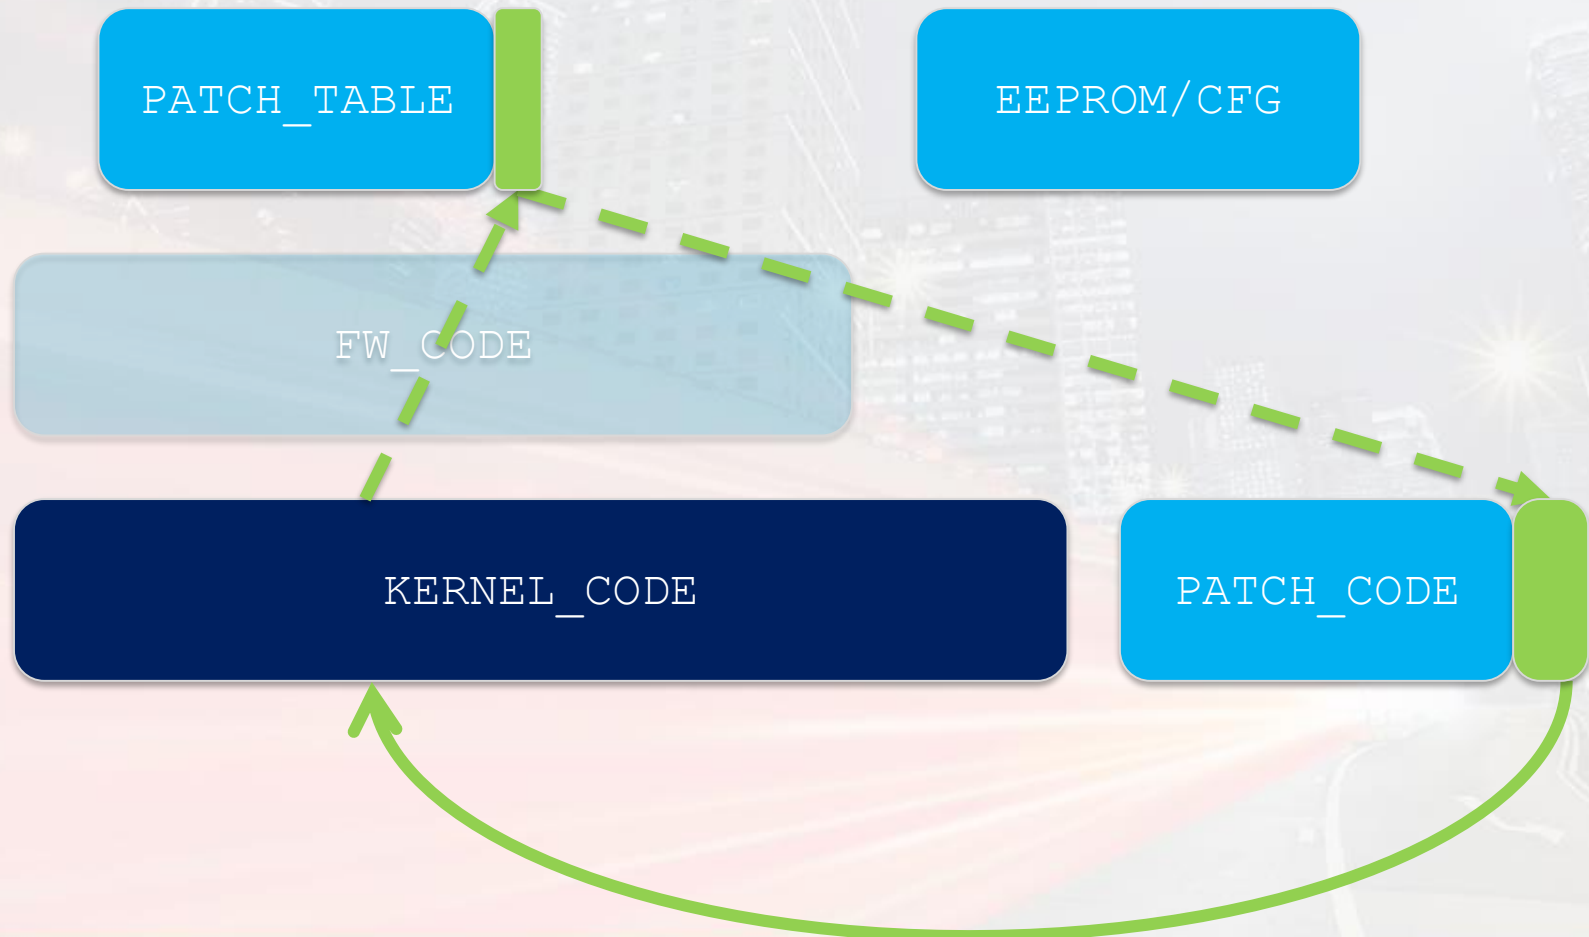 PATCH_TABLE
EEPROM/CFG
FW_CODE
KERNEL_CODE
PATCH_CODE